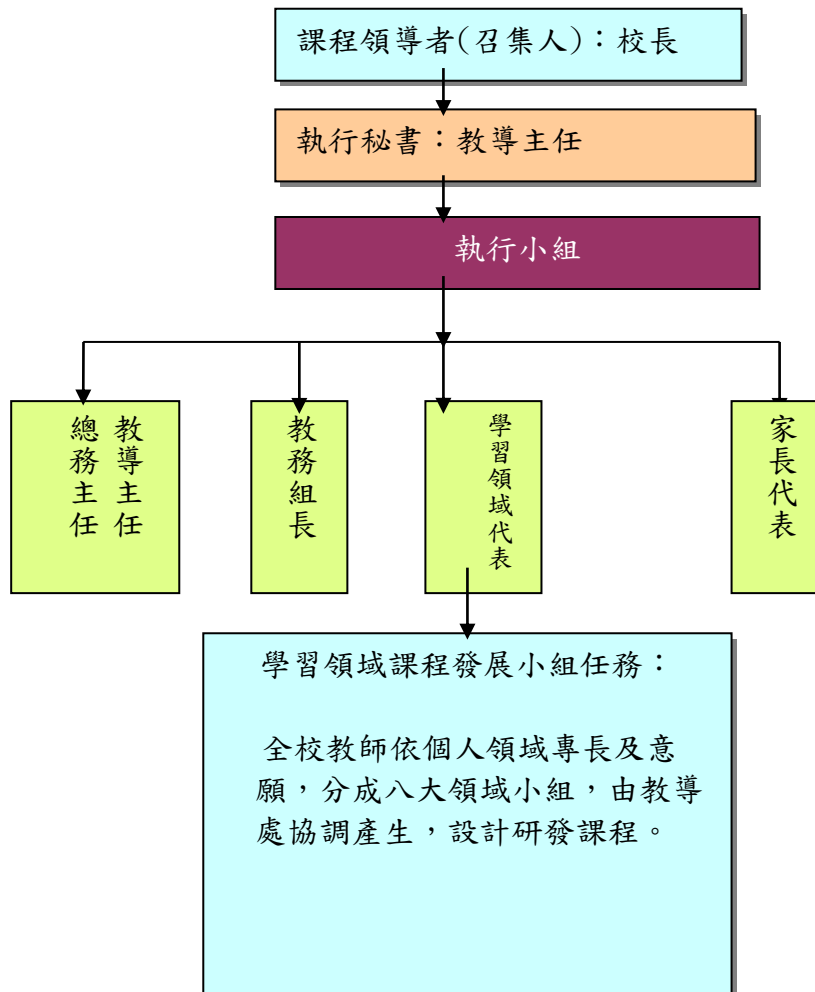 課程領導者(召集人)：校長
執行秘書：教導主任
執行小組
教導主任
總務主任
教務組長
學習領域代表
家長代表
學習領域課程發展小組任務：
全校教師依個人領域專長及意
願，分成八大領域小組，由教導
處協調產生，設計研發課程。